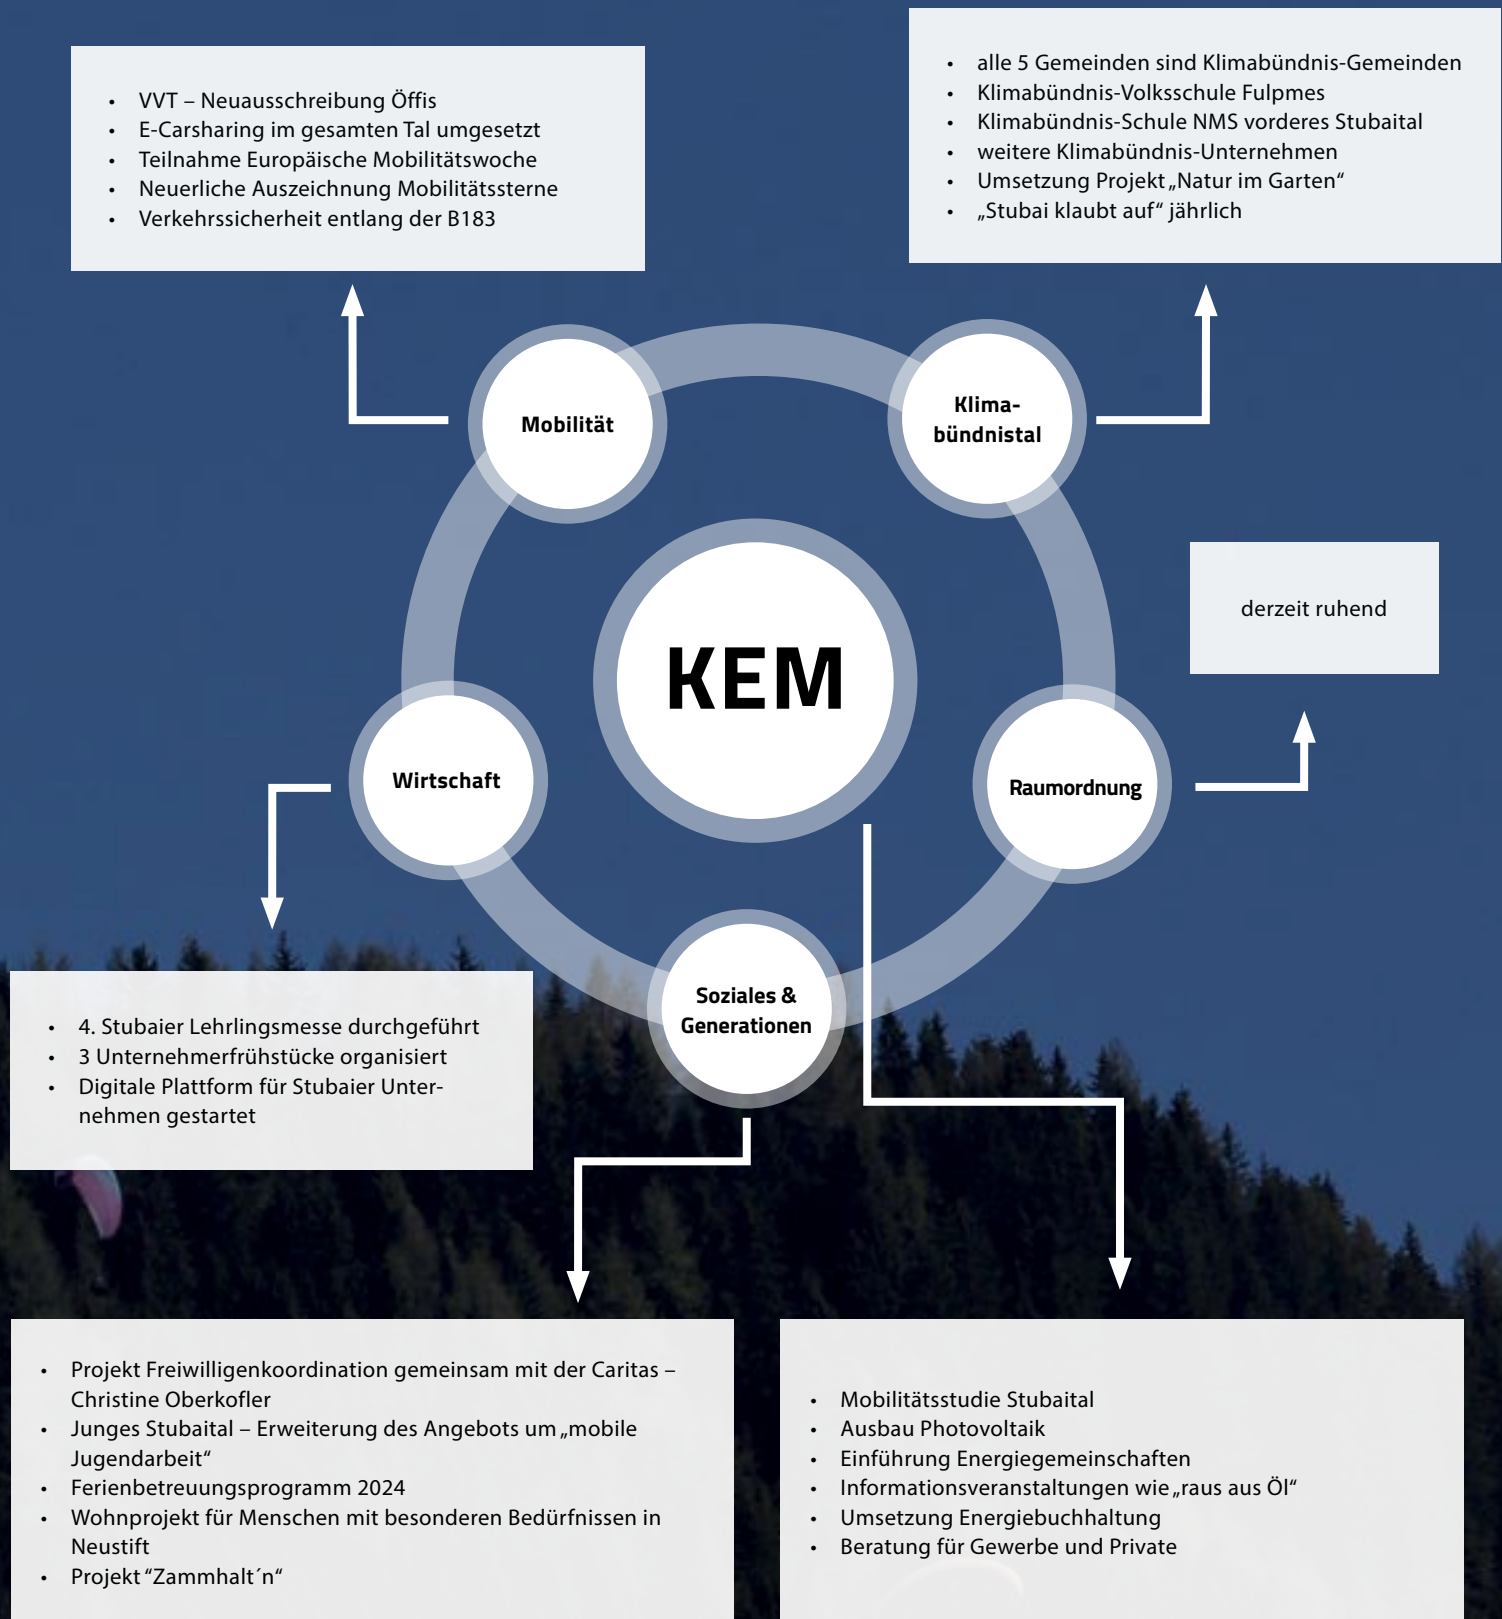 • VVT – Neuausschreibung Öffis
• E-Carsharing im gesamten Tal umgesetzt
• Teilnahme Europäische Mobilitätswoche
• Neuerliche Auszeichnung Mobilitätssterne
• Verkehrssicherheit entlang der B183
• alle 5 Gemeinden sind Klimabündnis-Gemeinden
• Klimabündnis-Volksschule Fulpmes
• Klimabündnis-Schule NMS vorderes Stubaital
• weitere Klimabündnis-Unternehmen
• Umsetzung Projekt „Natur im Garten“
• „Stubai klaubt auf“ jährlich
Mobilität
Klima-
bündnistal
derzeit ruhend
KEM
Wirtschaft
Raumordnung
Soziales &
Generationen
• 4. Stubaier Lehrlingsmesse durchgeführt
• 3 Unternehmerfrühstücke organisiert
• Digitale Plattform für Stubaier Unter-
nehmen gestartet
• Projekt Freiwilligenkoordination gemeinsam mit der Caritas –
Christine Oberkofler
• Junges Stubaital – Erweiterung des Angebots um „mobile
Jugendarbeit“
• Ferienbetreuungsprogramm 2024
• Wohnprojekt für Menschen mit besonderen Bedürfnissen in
Neustift
• Projekt “Zammhalt´n“
• Mobilitätsstudie Stubaital
• Ausbau Photovoltaik
• Einführung Energiegemeinschaften
• Informationsveranstaltungen wie „raus aus Öl“
• Umsetzung Energiebuchhaltung
• Beratung für Gewerbe und Private